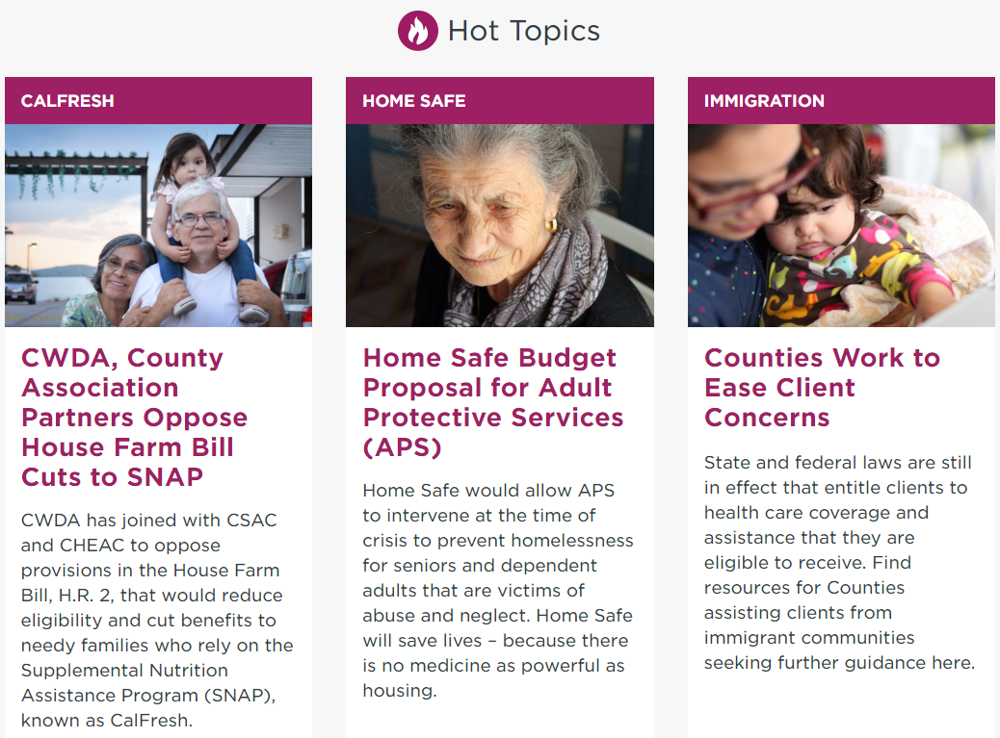 Hot Topics
CALFRESH
CWDA, County
Association
Partners Oppose
House Farm Bill
Cuts to SNAP
CWDA has joined with CSAC
and CHEAC to oppose
provisions in the House Farm
Bill, H.R. 2, that would reduce
eligibility and cut benefits to
needy families who rely on the
Supplemental Nutrition
Assistance Program (SNAP),
known as CalFresh.
HOME SAFE
Home Safe Budget
Proposal for Adult
Protective Services
(APS)
Home Safe would allow APS
to intervene at the time of
crisis to prevent homelessness
for seniors and dependent
adults that are victims of
abuse and neglect. Home Safe
will save lives – because there
is no medicine as powerful as
housing.
IMMIGRATION
Counties Work to
Ease Client
Concerns
State and federal laws are still
in effect that entitle clients to
health care coverage and
assistance that they are
eligible to receive. Find
resources for Counties
assisting clients from
immigrant communities
seeking further guidance here.